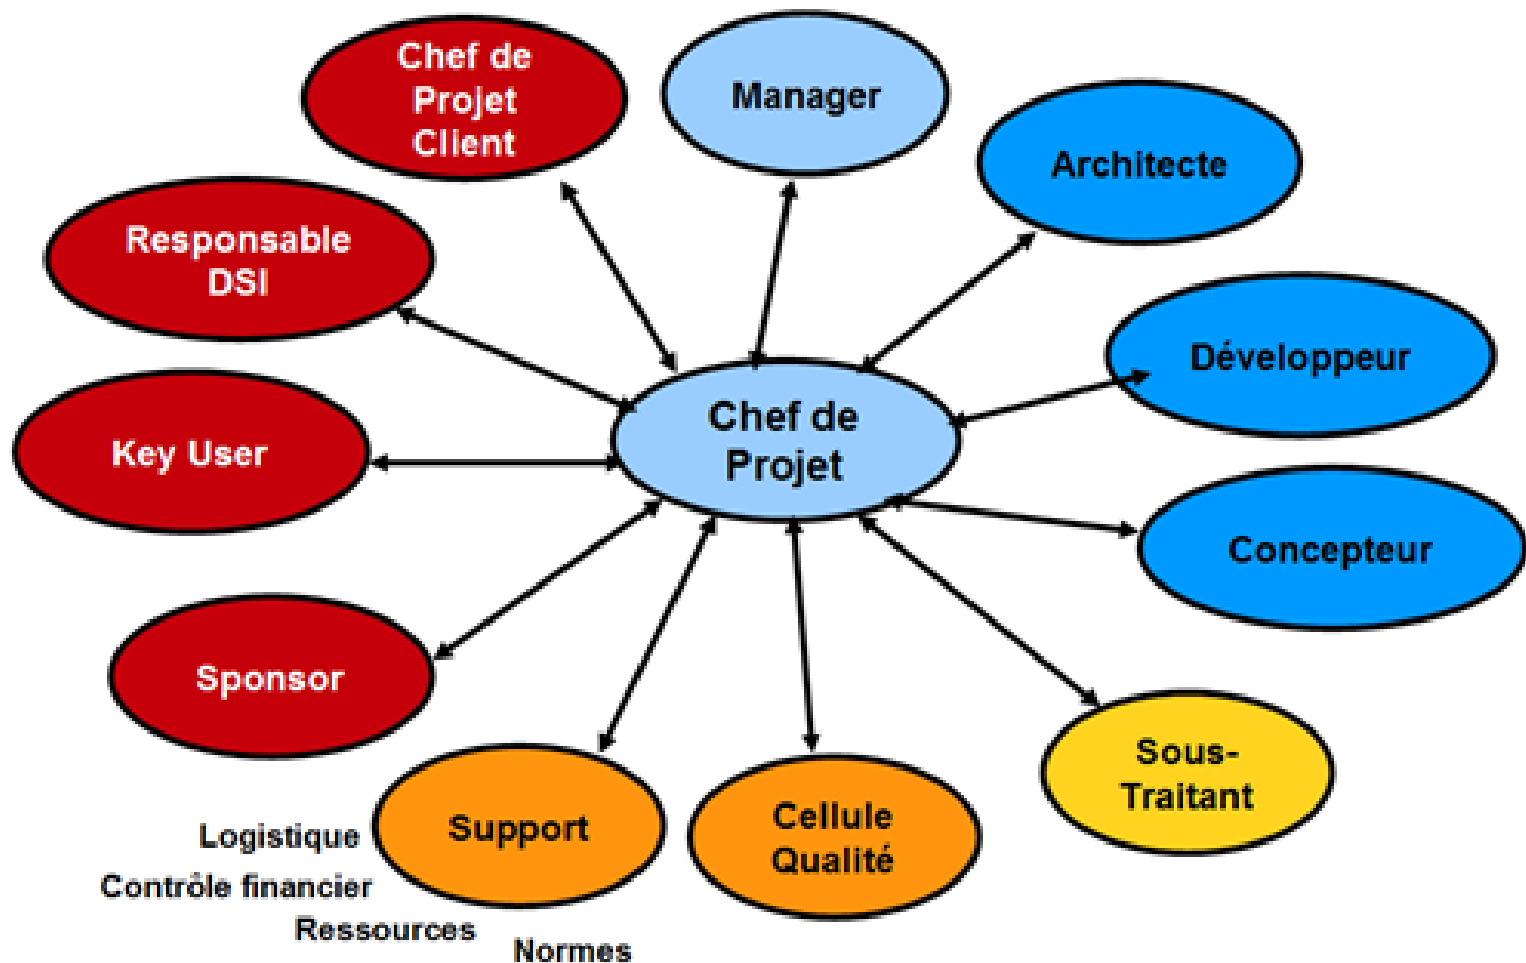 Chef de
Projet
Client
Manager
Architecte
Responsable
DSI
Développeur
Chef de
Projet
Key User
Concepteur
Sponsor
Sous-
Traitant
Support
Cellule
Qualité
Logistique
Contrôle financier
Ressources
Normes